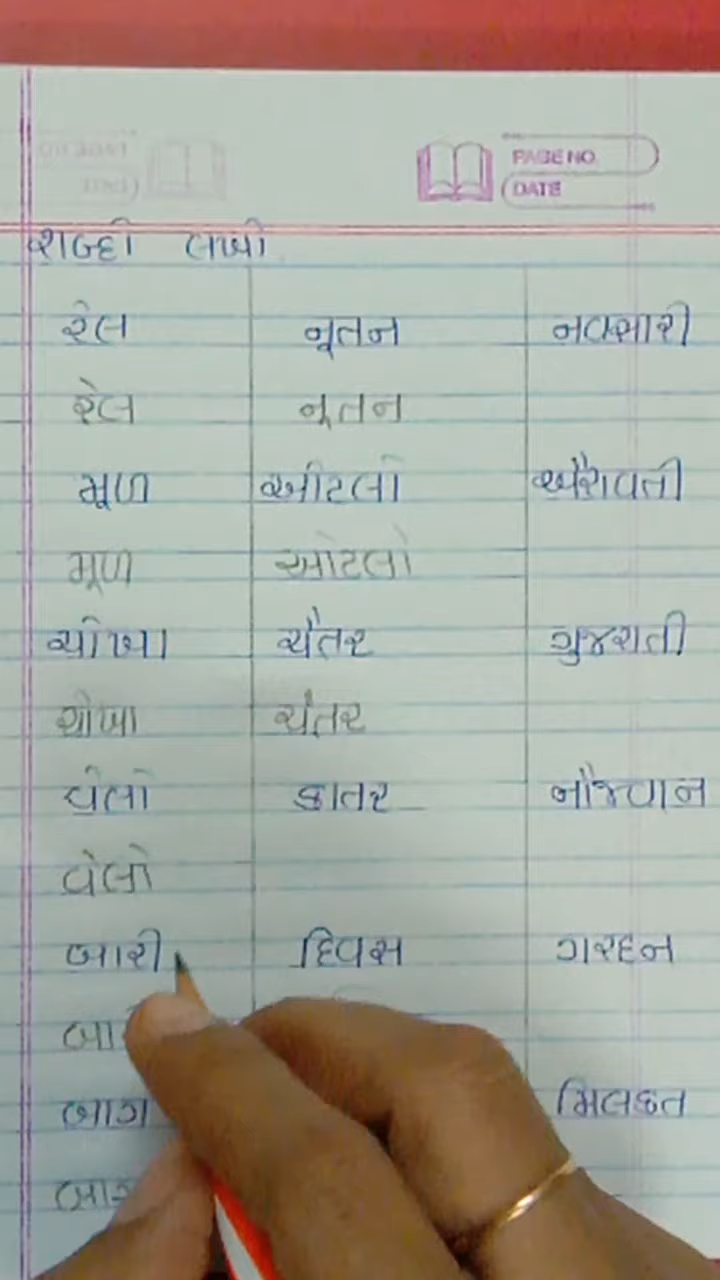 PAGE NO.
DATE
શબ્દો લખો
રેલ નૂતન નવસારી
રેલ નૂતન
મૂળ ઓટલો ઐરાવતી
મૂળ ઓટલો
ચોખા ચૈતર ગુજરાતી
ચોખા ચૈતર
વેલો કાતર નૌજવાન
વેલો
બારી દિવસ ગરદન
બાગ મિલકત